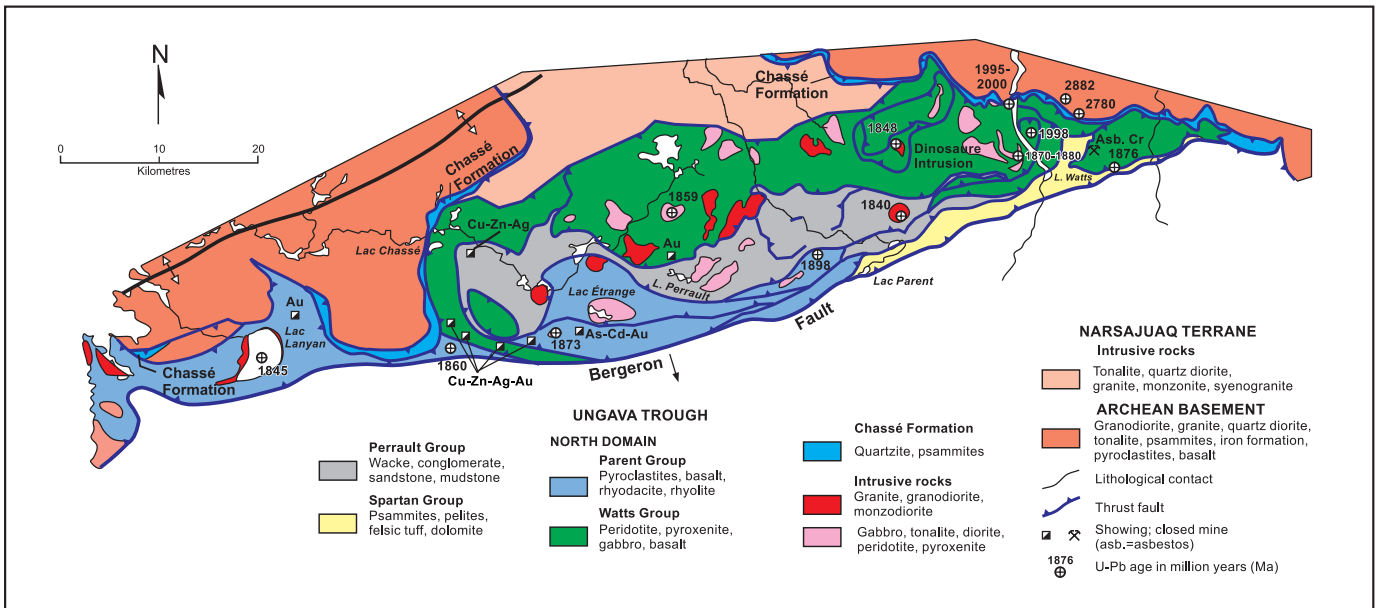 N
0
10
20
Kilometres
Chassé
Formation
1995-
2000
2882
2780
1998
Asb. Cr
1876
1870-1880
L. Watts
1848
Dinosaure
Intrusion
Chassé
Formation
1859
1840
Cu-Zn-Ag
Au
Lac Chassé
1898
L. Perrault
Lac Parent
Lac Étrange
Au
Lac
Lanyan
As-Cd-Au
1873
Fault
Bergeron
1860
Cu-Zn-Ag-Au
Chassé
Formation
1845
UNGAVA TROUGH
Perrault Group
Wacke, conglomerate,
sandstone, mudstone
Spartan Group
Psammites, pelites,
felsic tuff, dolomite
NORTH DOMAIN
Parent Group
Pyroclastites, basalt,
rhyodacite, rhyolite
Watts Group
Peridotite, pyroxenite,
gabbro, basalt
Chassé Formation
Quartzite, psammites
Intrusive rocks
Granite, granodiorite,
monzodiorite
Gabbro, tonalite, diorite,
peridotite, pyroxenite
NARSAJUAQ TERRANE
Intrusive rocks
Tonalite, quartz diorite,
granite, monzonite, syenogranite
ARCHEAN BASEMENT
Granodiorite, granite, quartz diorite,
tonalite, psammites, iron formation,
pyroclastites, basalt
Lithological contact
Thrust fault
Showing; closed mine
(asb.=asbestos)
1876
U-Pb age in million years (Ma)